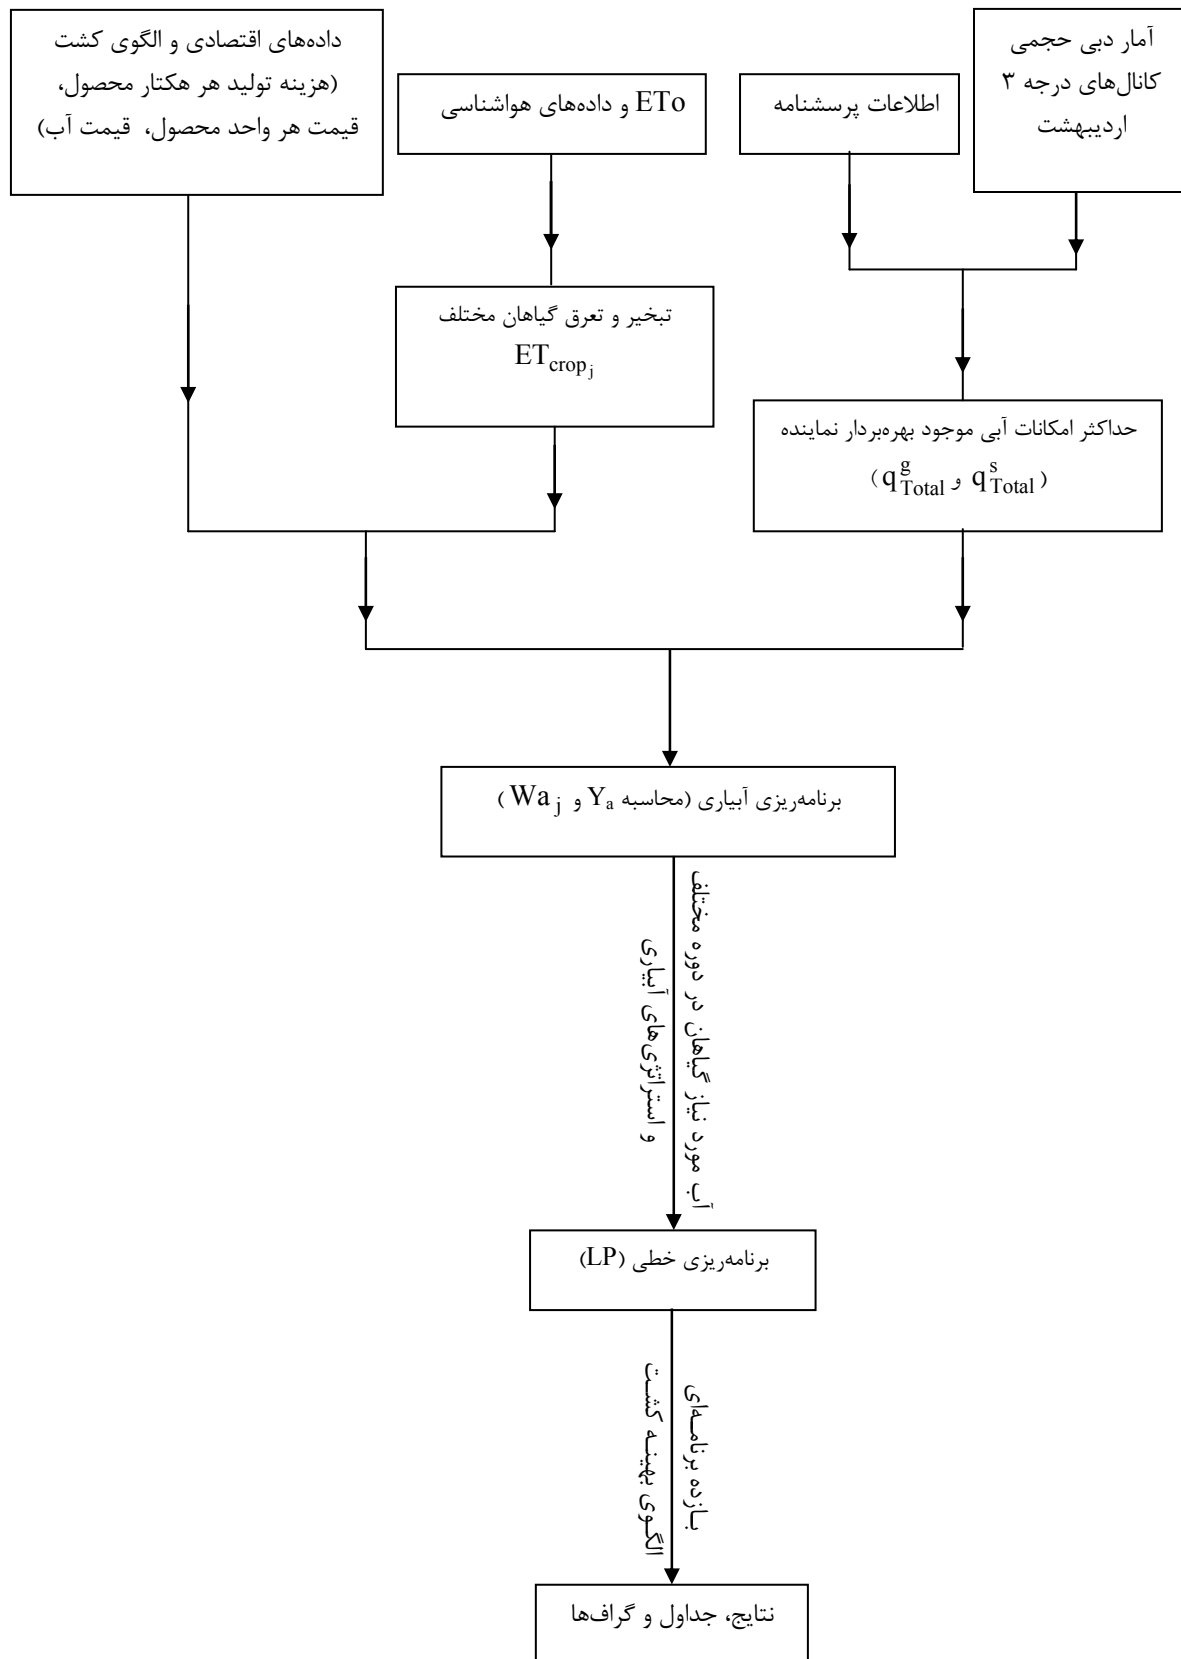 آمار دبی حجمی
کانال‌های درجه ۳
اردیبهشت
اطلاعات پرسشنامه
ETo و داده‌های هواشناسی
داده‌های اقتصادی و الگوی کشت
(هزینه تولید هر هکتار محصول،
قیمت هر واحد محصول، قیمت آب)
تبخیر و تعرق گیاهان مختلف
ET_crop_j
حداکثر امکانات آبی موجود بهره‌بردار نماینده
(q^s_Total و q^g_Total)
برنامه‌ریزی آبیاری (محاسبه Y_a و Wa_j)
آب مورد نیاز گیاهان در دوره مختلف
و استراتژی‌های آبیاری
برنامه‌ریزی خطی (LP)
بازده برنامه‌ای
الگوی بهینه کشت
نتایج، جداول و گراف‌ها